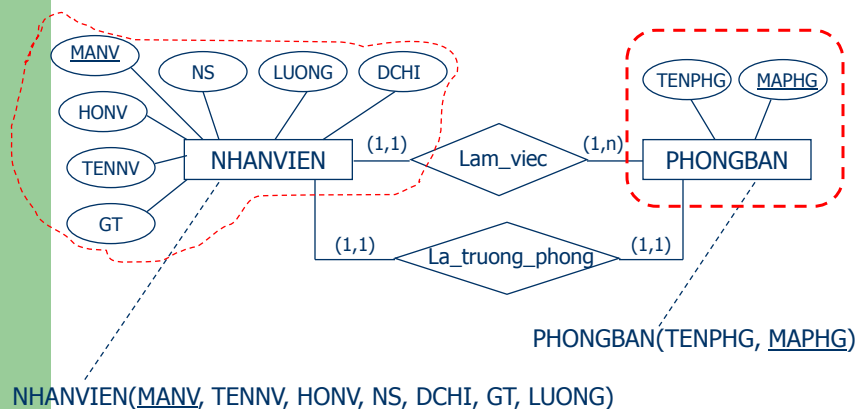 MANV
NS
LUONG
DCHI
TENPHG
MAPHG
HONV
(1,1)
(1,n)
NHANVIEN
Lam_viec
PHONGBAN
TENNV
GT
(1,1)
(1,1)
La_truong_phong
PHONGBAN(TENPHG, MAPHG)
NHANVIEN(MANV, TENNV, HONV, NS, DCHI, GT, LUONG)